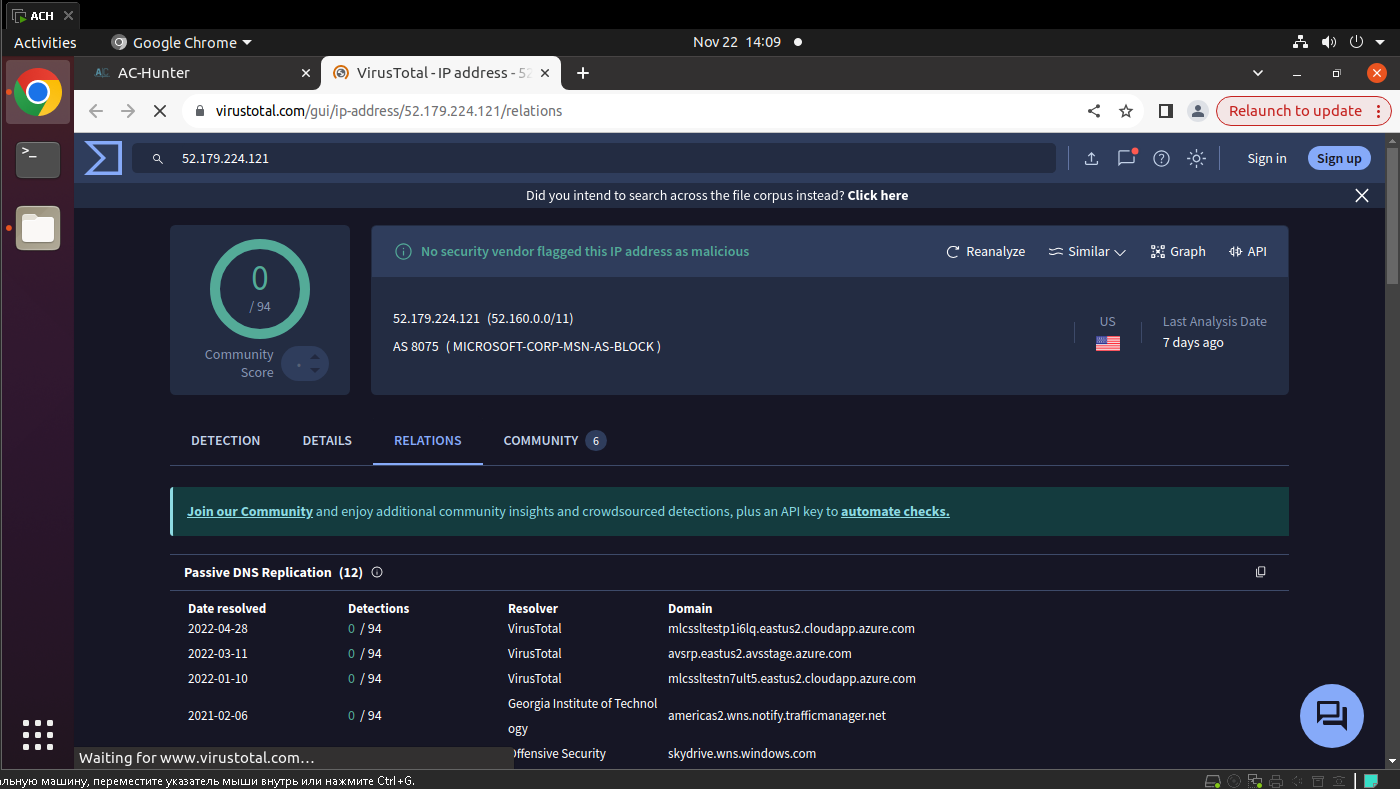 ACH
Activities
Google Chrome
Nov 22 14:09
AC-Hunter
VirusTotal - IP address - 52
virustotal.com/gui/ip-address/52.179.224.121/relations
Relaunch to update
52.179.224.121
Sign in
Sign up
Did you intend to search across the file corpus instead? Click here
0
/ 94
Community
Score
No security vendor flagged this IP address as malicious
Reanalyze
Similar
Graph
API
52.179.224.121 (52.160.0.0/11)
AS 8075 ( MICROSOFT-CORP-MSN-AS-BLOCK )
US
Last Analysis Date
7 days ago
DETECTION
DETAILS
RELATIONS
COMMUNITY 6
Join our Community and enjoy additional community insights and crowdsourced detections, plus an API key to automate checks.
Passive DNS Replication (12)
Date resolved Detections Resolver Domain
2022-04-28 0 / 94 VirusTotal mlcssltestp1i6lq.eastus2.cloudapp.azure.com
2022-03-11 0 / 94 VirusTotal avsrp.eastus2.avsstage.azure.com
2022-01-10 0 / 94 VirusTotal mlcssltestn7ult5.eastus2.cloudapp.azure.com
2021-02-06 0 / 94 Georgia Institute of Technol
ogy americas2.wns.notify.trafficmanager.net
Offensive Security skydrive.wns.windows.com
Waiting for www.virustotal.com...
альную машину, переместите указатель мыши внутрь или нажмите Ctrl+G.